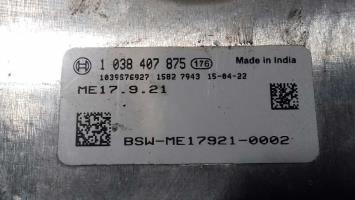 1 038 407 875 176 Made in India
1039S76927 1582 7943 15-04-22
ME17.9.21
BSW-ME17921-0002